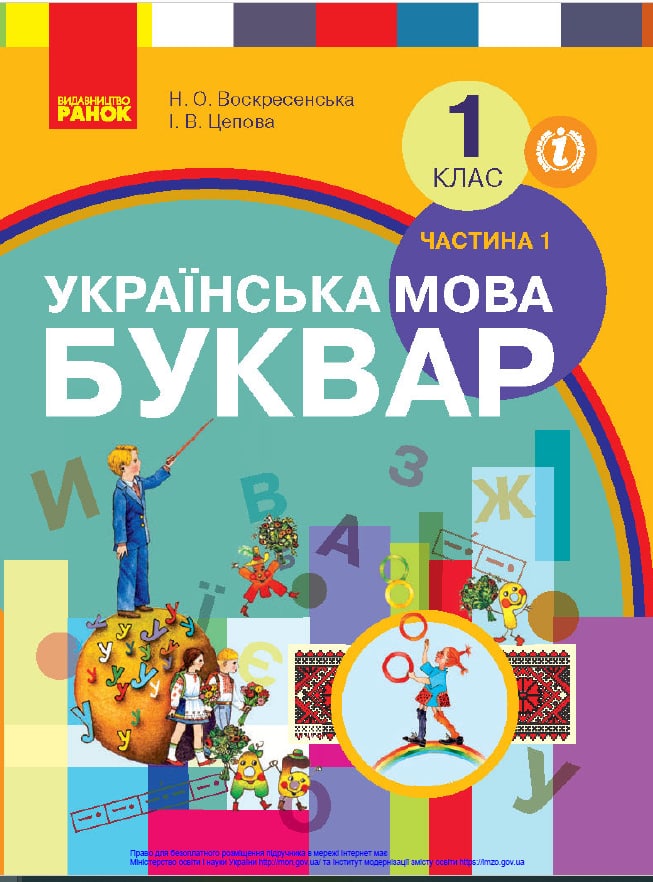 ВИДАВНИЦТВО
РАНОК
Н. О. Воскресенська
І. В. Цепова
1
КЛАС
ЧАСТИНА 1
УКРАЇНСЬКА МОВА
БУКВАР
И
В
З
Ж
А
Ь
Ї
Є
У
О
У
Право для безоплатного розміщення підручника в мережі Інтернет має
Міністерство освіти і науки України http://mon.gov.ua/ та Інститут модернізації змісту освіти https://imzo.gov.ua